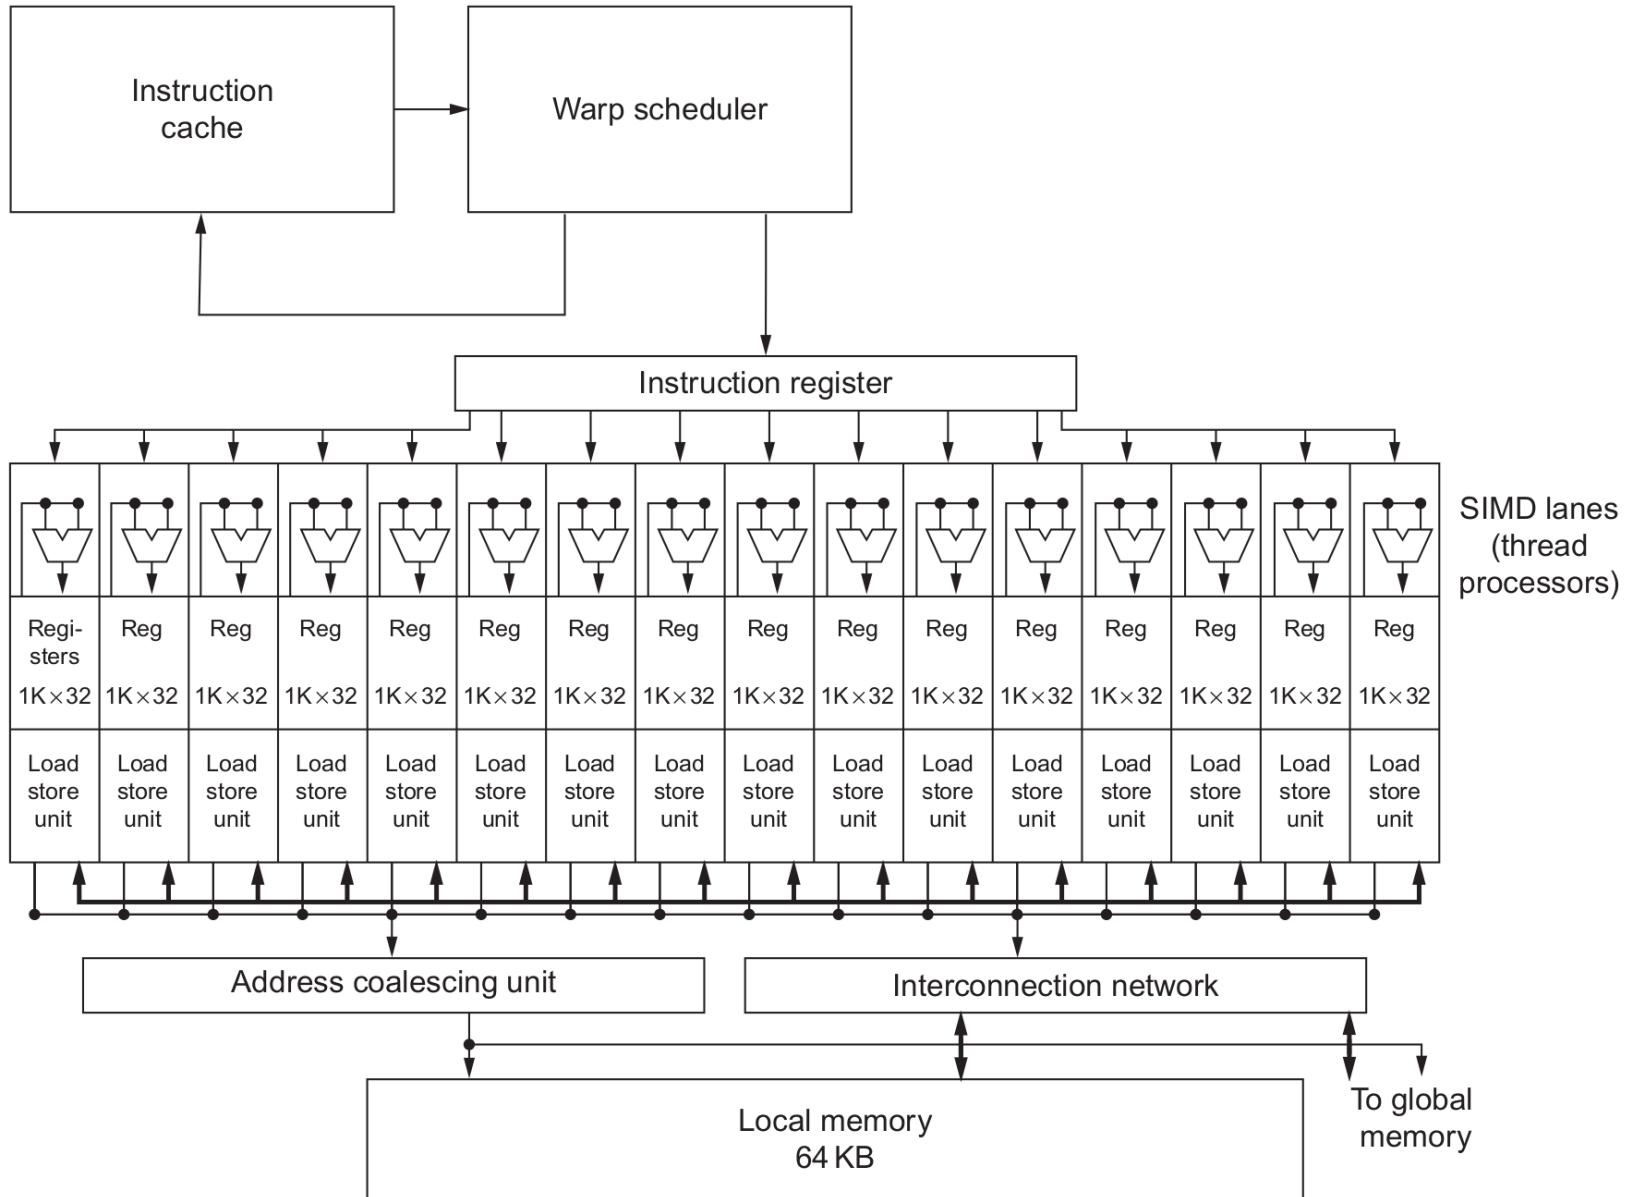 Instruction
cache
Warp scheduler
Instruction register
SIMD lanes
(thread
processors)
Regi-
sters
Reg Reg Reg Reg Reg Reg Reg Reg Reg Reg Reg Reg Reg Reg Reg
1K×32 1K×32 1K×32 1K×32 1K×32 1K×32 1K×32 1K×32 1K×32 1K×32 1K×32 1K×32 1K×32 1K×32 1K×32 1K×32
Load Load Load Load Load Load Load Load Load Load Load Load Load Load Load Load
store store store store store store store store store store store store store store store store
unit unit unit unit unit unit unit unit unit unit unit unit unit unit unit unit
Address coalescing unit
Interconnection network
Local memory
64 KB
To global
memory